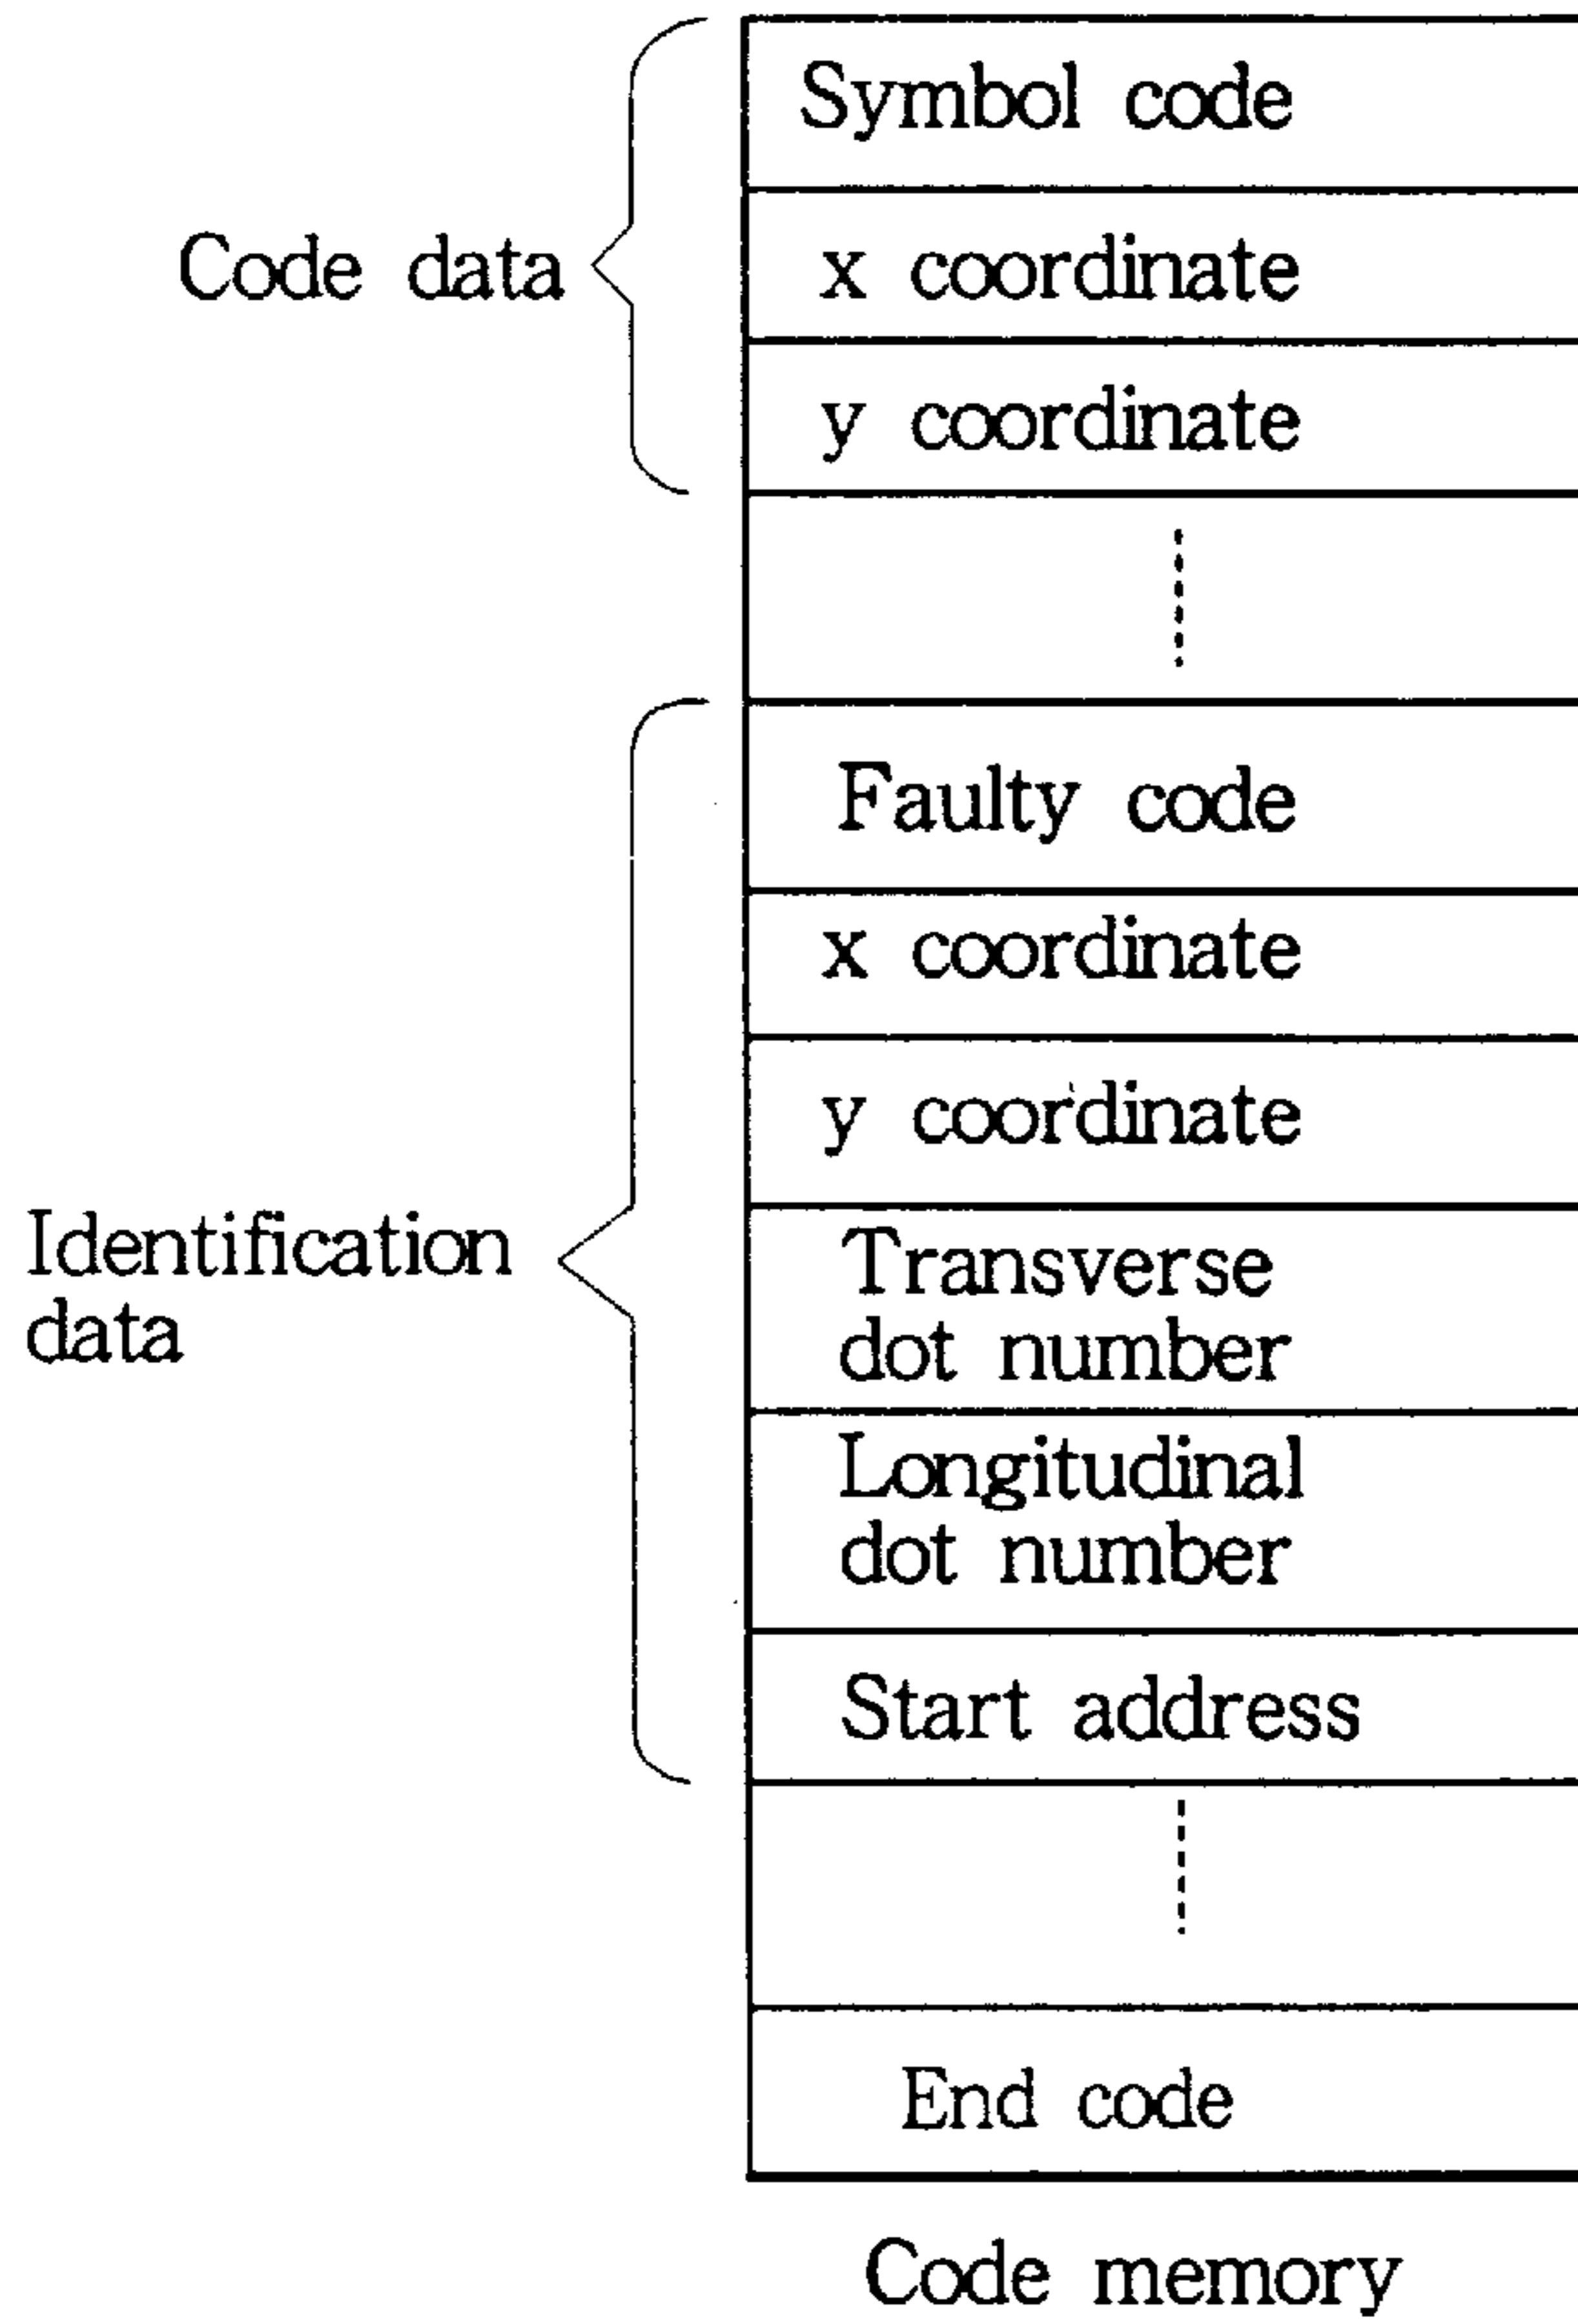 Symbol code
Code data
x coordinate
y coordinate
Faulty code
x coordinate
y coordinate
Identification
data
Transverse
dot number
Longitudinal
dot number
Start address
End code
Code memory